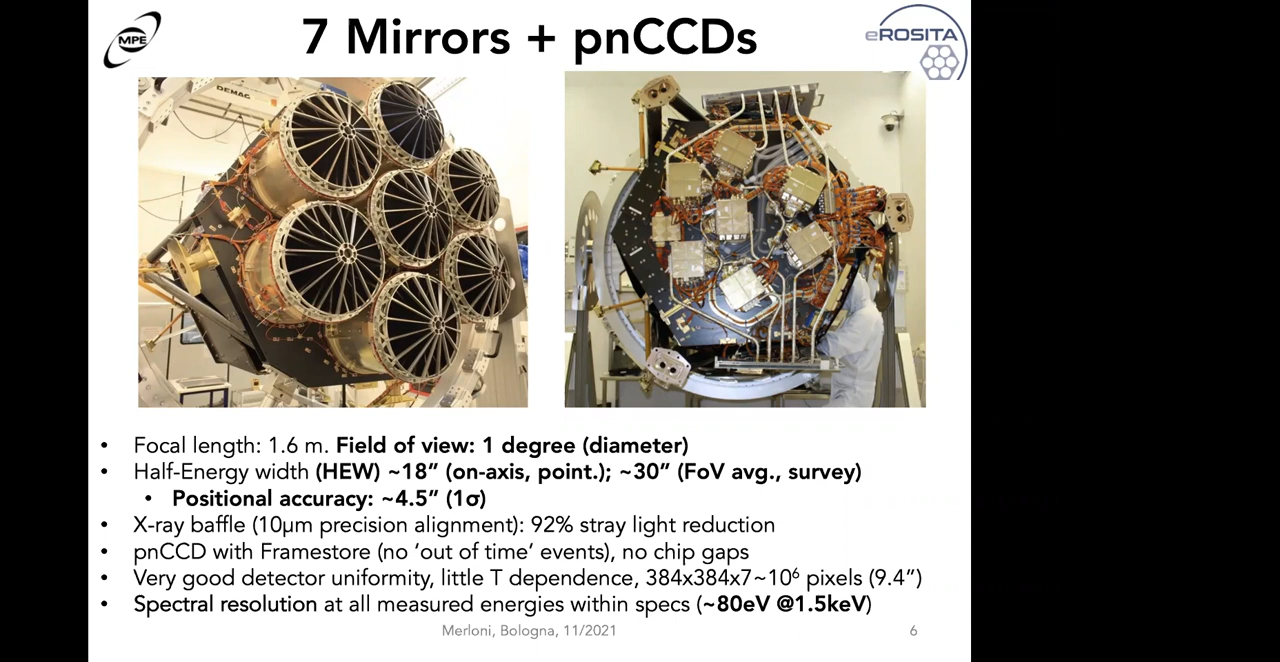 MPE
7 Mirrors + pnCCDs
eROSITA
DEMAG
• Focal length: 1.6 m. Field of view: 1 degree (diameter)
• Half-Energy width (HEW) ~18” (on-axis, point.); ~30” (FoV avg., survey)
• Positional accuracy: ~4.5” (1σ)
• X-ray baffle (10µm precision alignment): 92% stray light reduction
• pnCCD with Framestore (no ‘out of time’ events), no chip gaps
• Very good detector uniformity, little T dependence, 384x384x7~10⁶ pixels (9.4”)
• Spectral resolution at all measured energies within specs (~80eV @1.5keV)
Merloni, Bologna, 11/2021
6